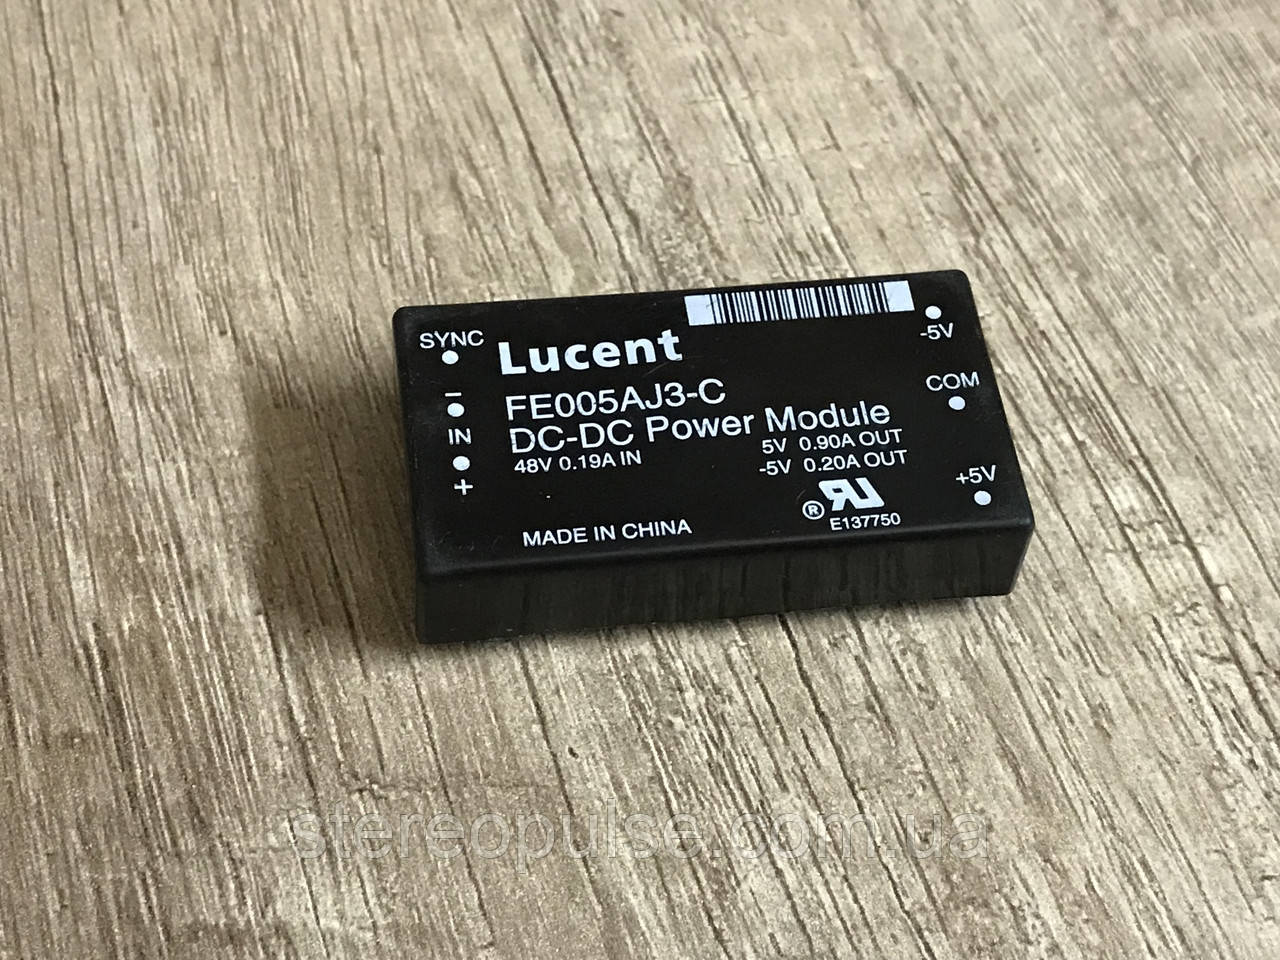 SYNC
−
IN
+
Lucent
FE005AJ3-C
DC-DC Power Module
48V 0.19A IN
5V 0.90A OUT
-5V 0.20A OUT
MADE IN CHINA
®
E137750
-5V
COM
+5V
stereopulse.com.ua